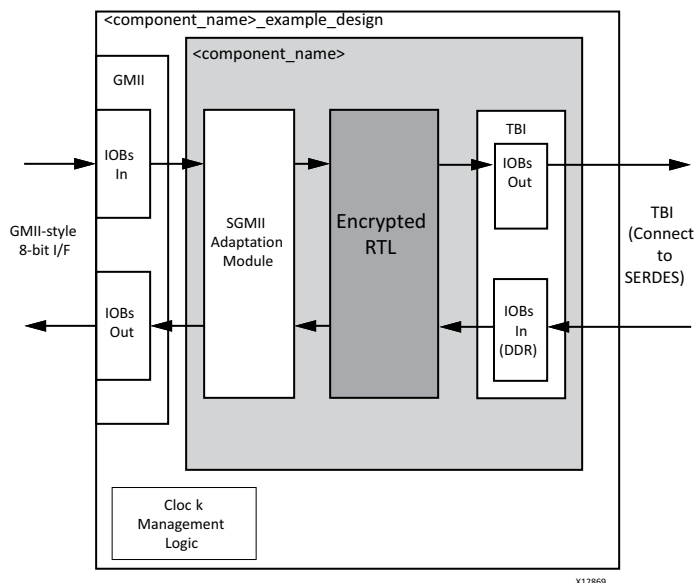 <component_name>_example_design
<component_name>
GMII
IOBs
In
GMII-style
8-bit I/F
IOBs
Out
SGMII
Adaptation
Module
Encrypted
RTL
TBI
IOBs
Out
IOBs
In
(DDR)
TBI
(Connect
to
SERDES)
Cloc k
Management
Logic
X12869